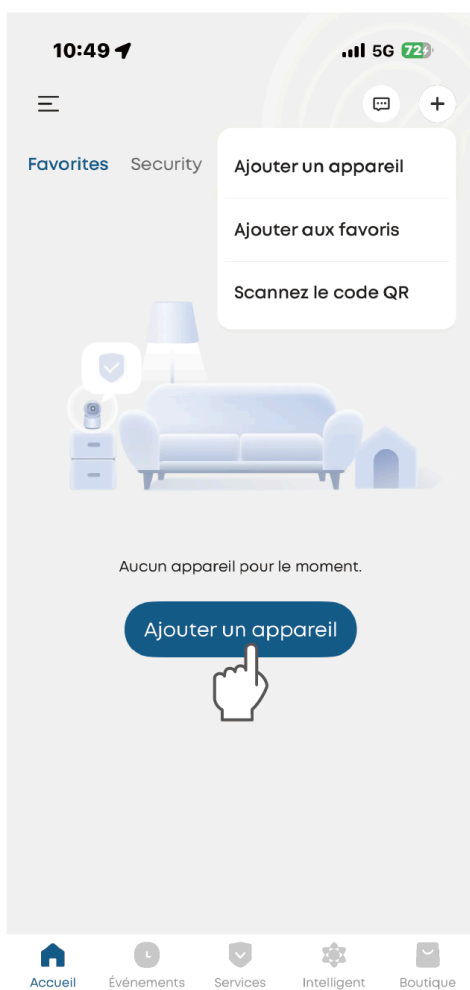 10:49
5G 72
Favorites Security
Ajouter un appareil
Ajouter aux favoris
Scannez le code QR
Aucun appareil pour le moment.
Ajouter un appareil
Accueil Événements Services Intelligent Boutique